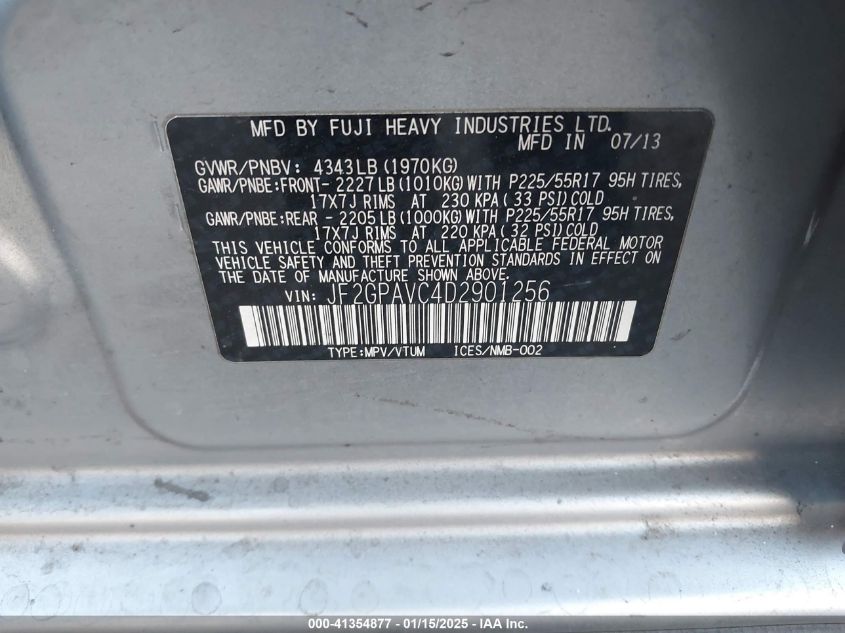 MFD BY FUJI HEAVY INDUSTRIES LTD.
MFD IN 07/13
GVWR/PNBV: 4343LB (1970KG)
GAWR/PNBE:FRONT- 2227LB(1010KG)WITH P225/55R17 95H TIRES,
17X7J RIMS AT 230 KPA( 33 PSI)COLD
GAWR/PNBE:REAR - 2205LB(1000KG)WITH P225/55R17 95H TIRES,
17X7J RIMS AT 220 KPA( 32 PSI)COLD
THIS VEHICLE CONFORMS TO ALL APPLICABLE FEDERAL MOTOR
VEHICLE SAFETY AND THEFT PREVENTION STANDARDS IN EFFECT ON
THE DATE OF MANUFACTURE SHOWN ABOVE.
VIN: JF2GPAVC4D2901256
TYPE:MPV/VTUM ICES/NMB-002
000-41354877 - 01/15/2025 - © IAA Inc.